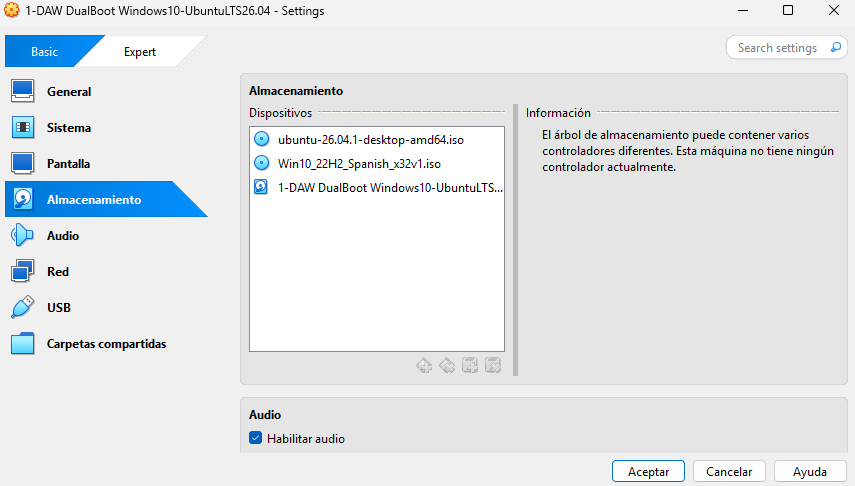 1-DAW DualBoot Windows10-UbuntuLTS26.04 - Settings
Basic
Expert
Search settings
General
Sistema
Pantalla
Almacenamiento
Audio
Red
USB
Carpetas compartidas
Almacenamiento
Dispositivos
ubuntu-26.04.1-desktop-amd64.iso
Win10_22H2_Spanish_x32v1.iso
1-DAW DualBoot Windows10-UbuntuLTS...
Información
El árbol de almacenamiento puede contener varios
controladores diferentes. Esta máquina no tiene ningún
controlador actualmente.
Audio
Habilitar audio
Aceptar
Cancelar
Ayuda